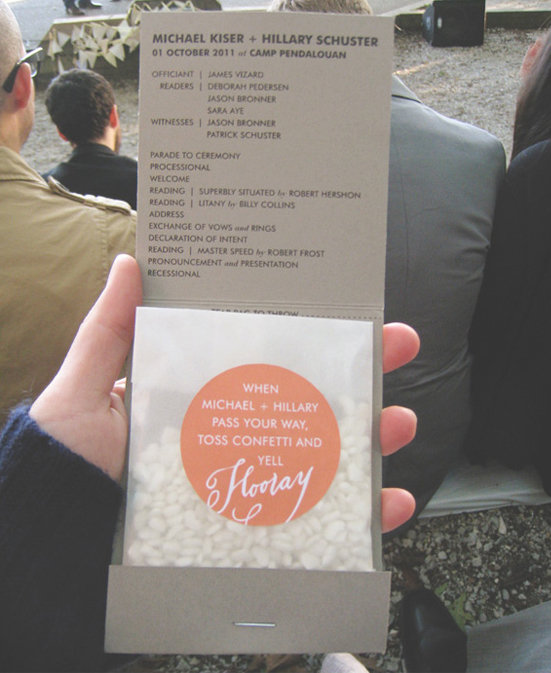 MICHAEL KISER + HILLARY SCHUSTER
01 OCTOBER 2011 at CAMP PENDALOUAN
OFFICIANT | JAMES VIZARD
READERS | DEBORAH PEDERSEN
JASON BRONNER
SARA AYE
WITNESSES | JASON BRONNER
PATRICK SCHUSTER
PARADE TO CEREMONY
PROCESSIONAL
WELCOME
READING | SUPERBLY SITUATED by ROBERT HERSHON
READING | LITANY by BILLY COLLINS
ADDRESS
EXCHANGE OF VOWS and RINGS
DECLARATION OF INTENT
READING | MASTER SPEED by ROBERT FROST
PRONOUNCEMENT and PRESENTATION
RECESSIONAL
TEAR BAG TO THROW
WHEN
MICHAEL + HILLARY
PASS YOUR WAY,
TOSS CONFETTI AND
YELL
Hooray